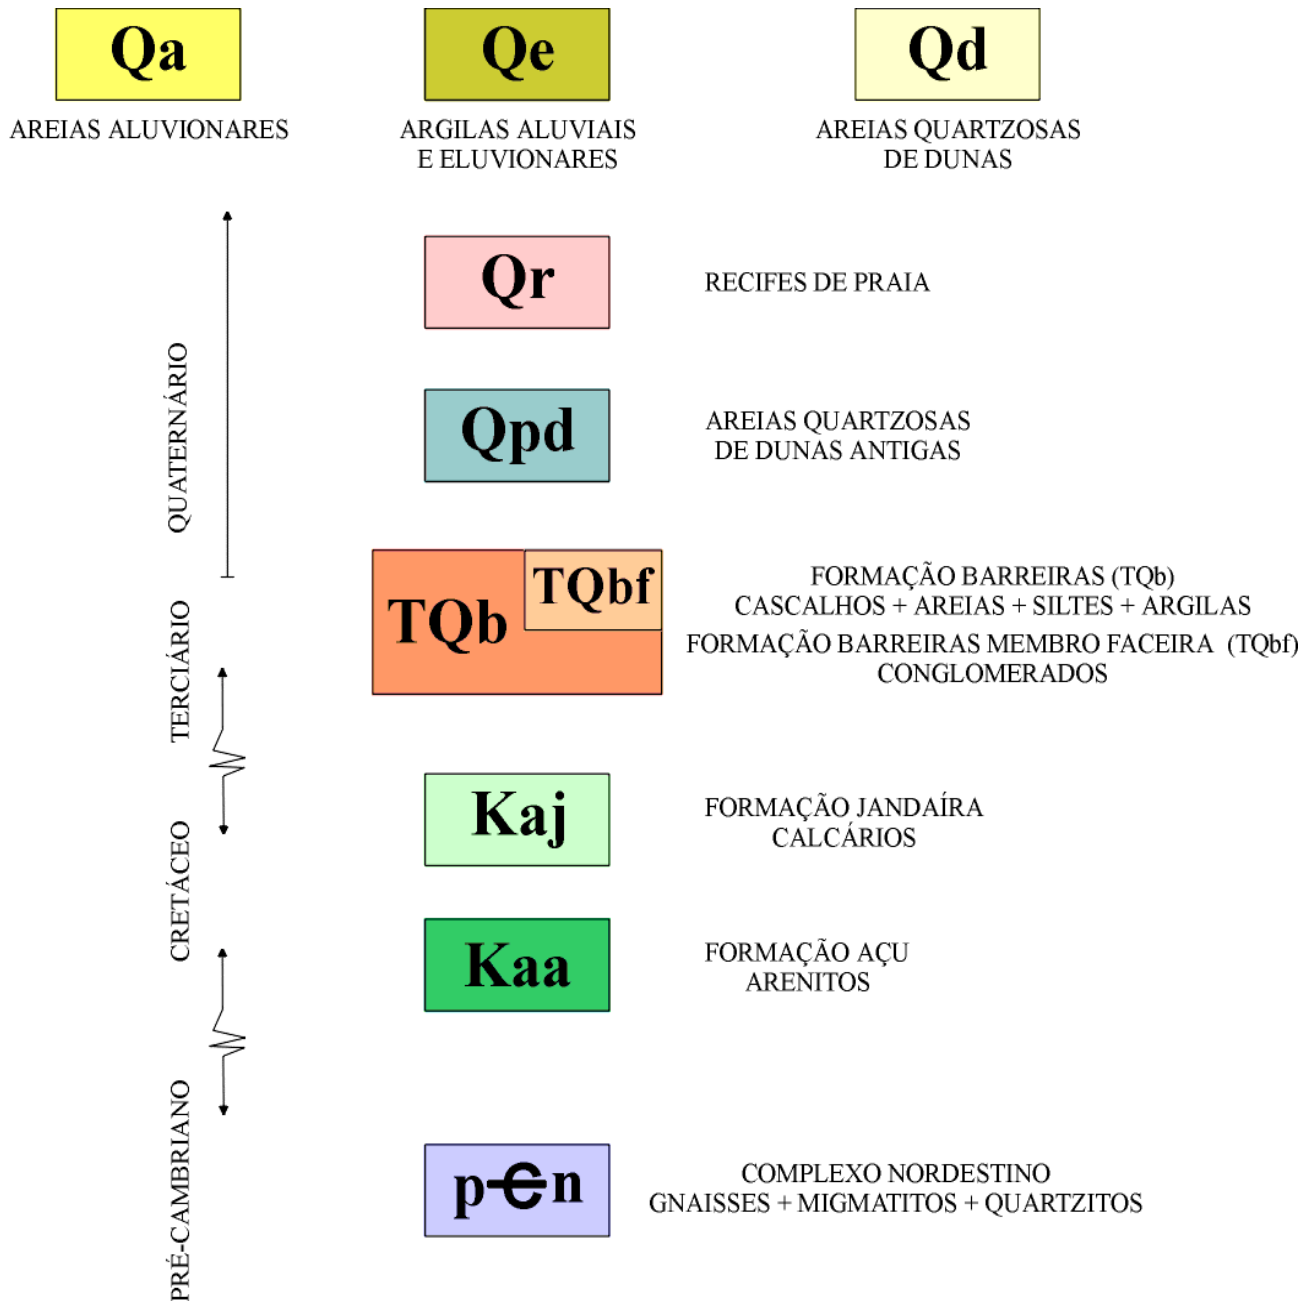 Qa
Qe
Qd
AREIAS ALUVIONARES
ARGILAS ALUVIAIS
E ELUVIONARES
AREIAS QUARTZOSAS
DE DUNAS
QUATERNÁRIO
Qr
RECIFES DE PRAIA
Qpd
AREIAS QUARTZOSAS
DE DUNAS ANTIGAS
TERCIÁRIO
TQb
TQbf
FORMAÇÃO BARREIRAS (TQb)
CASCALHOS + AREIAS + SILTES + ARGILAS
FORMAÇÃO BARREIRAS MEMBRO FACEIRA (TQbf)
CONGLOMERADOS
CRETÁCEO
Kaj
FORMAÇÃO JANDAÍRA
CALCÁRIOS
Kaa
FORMAÇÃO AÇU
ARENITOS
PRÉ-CAMBRIANO
p-Є-n
COMPLEXO NORDESTINO
GNAISSES + MIGMATITOS + QUARTZITOS